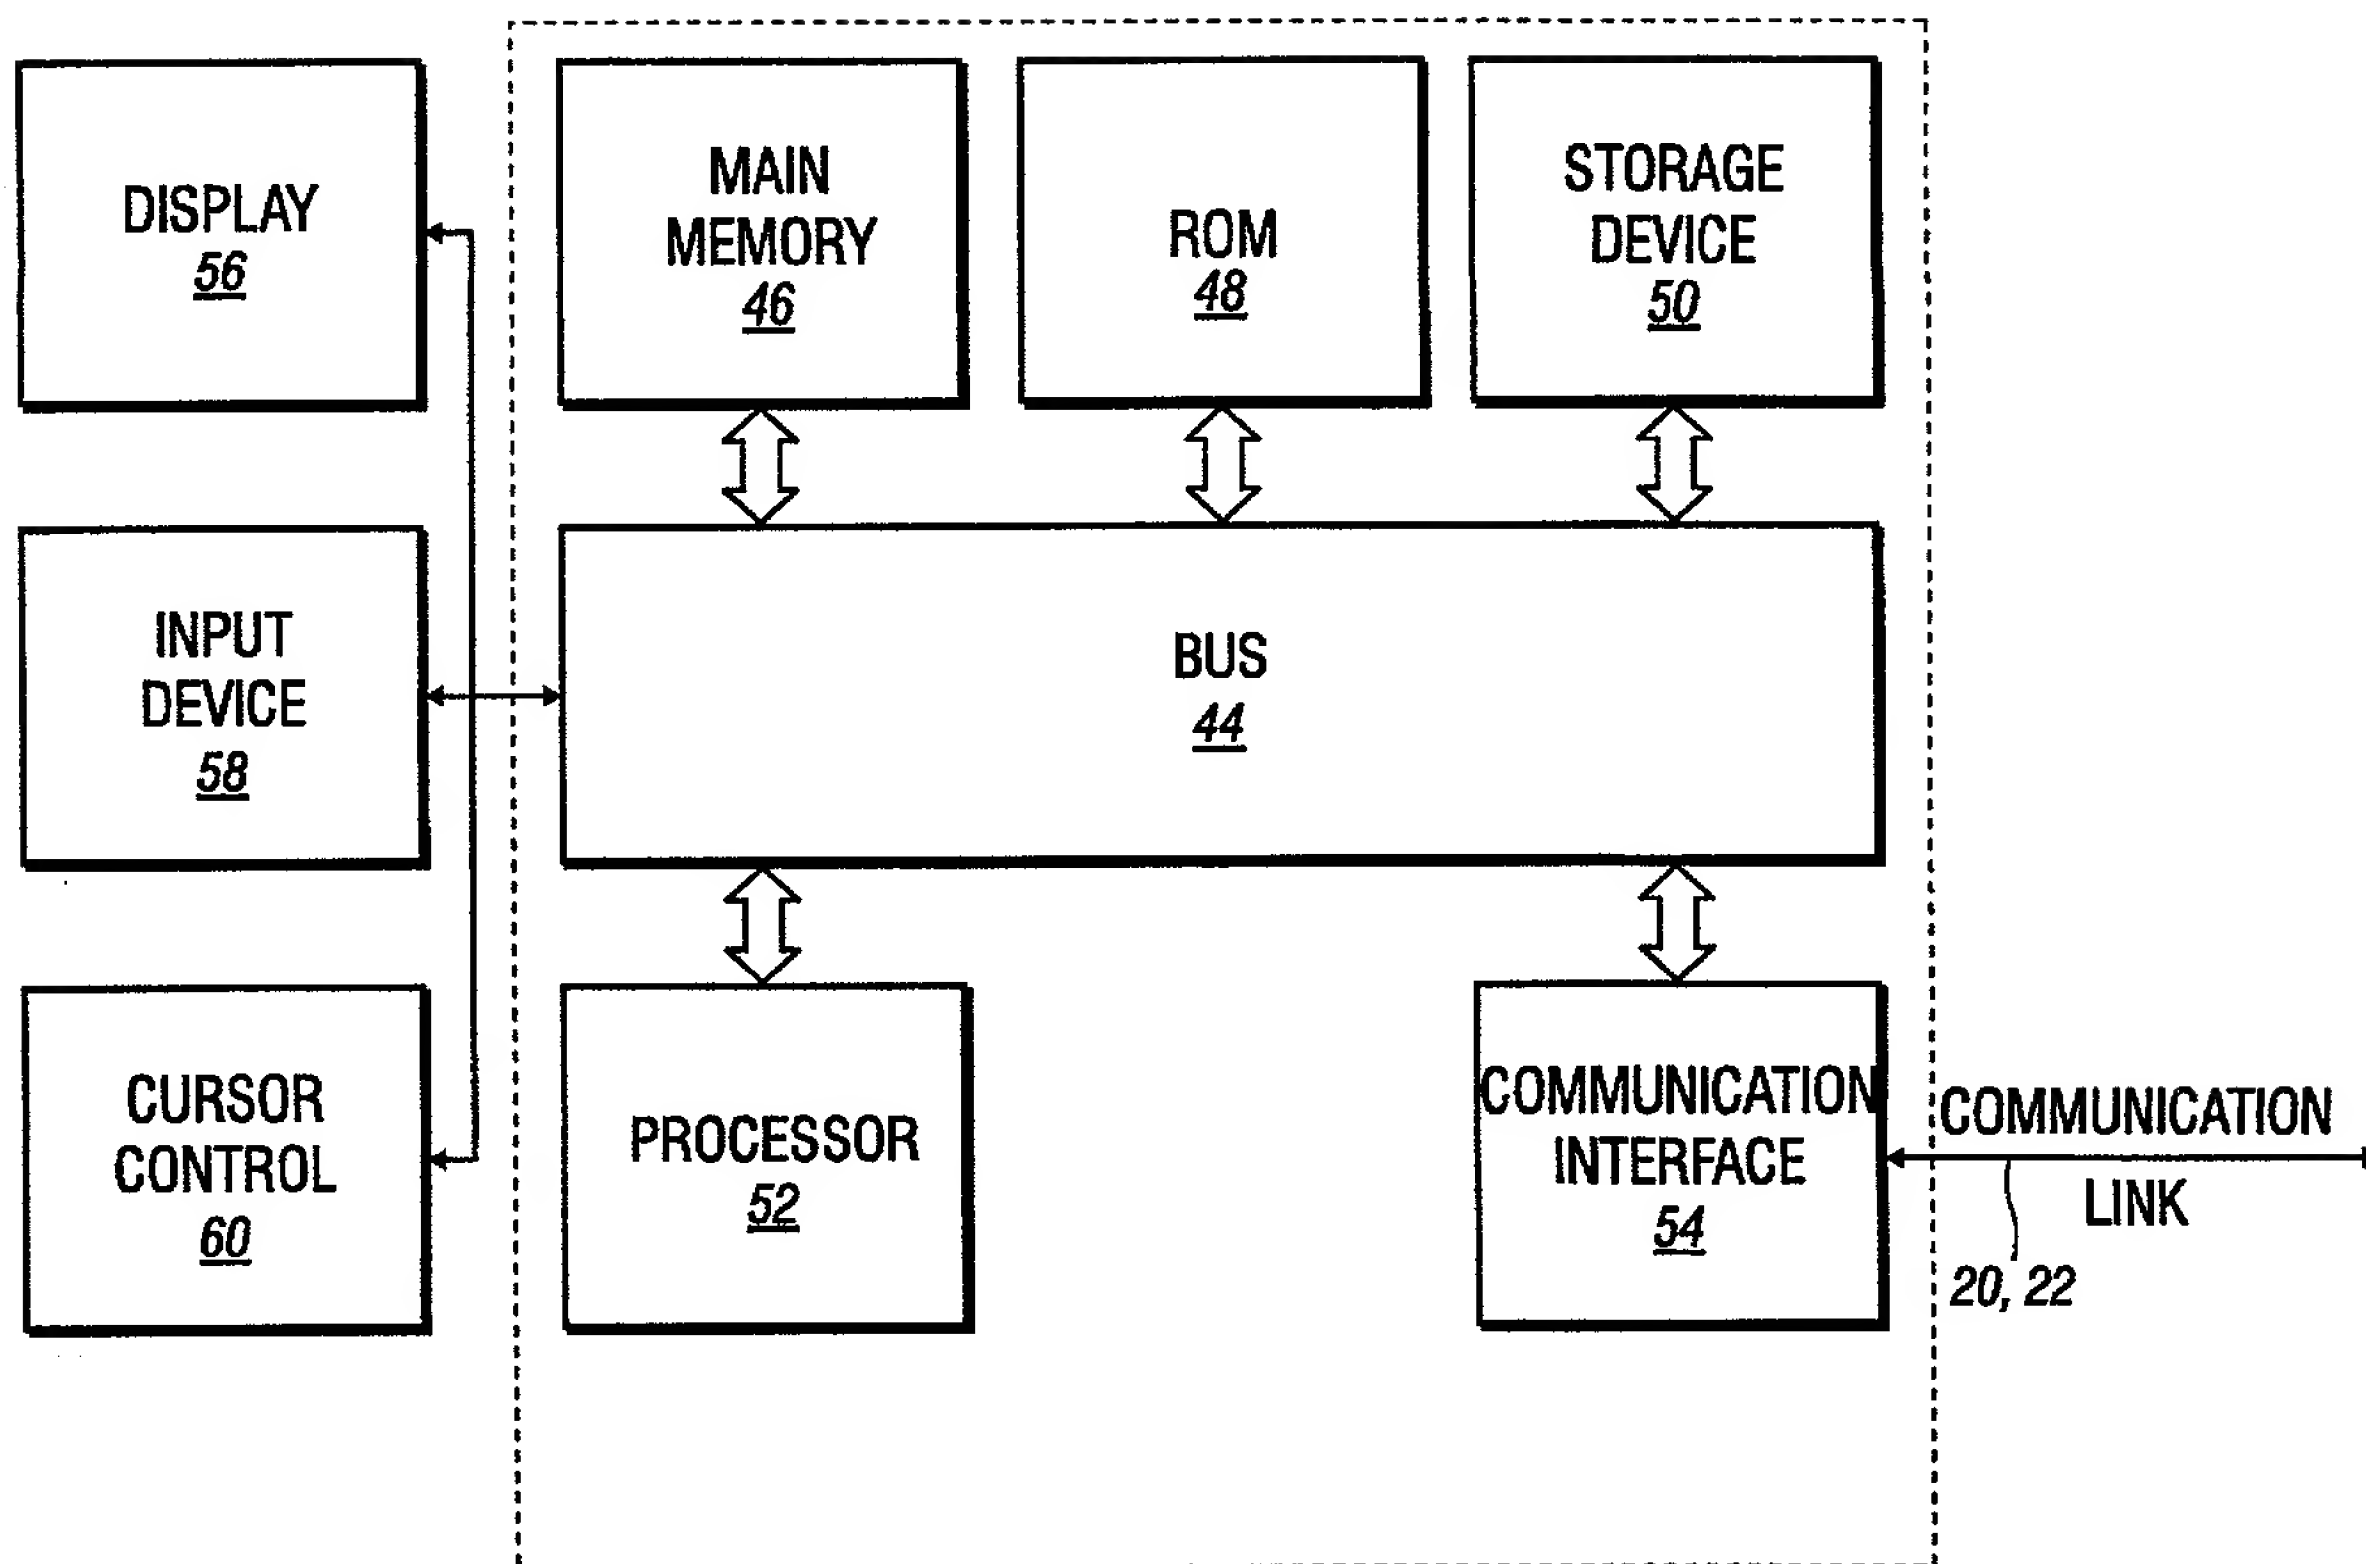 DISPLAY
56
MAIN
MEMORY
46
ROM
48
STORAGE
DEVICE
50
INPUT
DEVICE
58
BUS
44
CURSOR
CONTROL
60
PROCESSOR
52
COMMUNICATION
INTERFACE
54
COMMUNICATION
LINK
20, 22